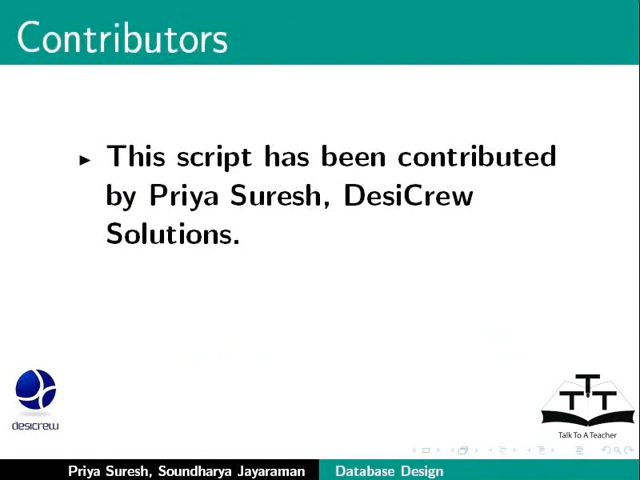 Contributors
This script has been contributed
by Priya Suresh, DesiCrew
Solutions.
desicrew
TTT
Talk To A Teacher
Priya Suresh, Soundharya Jayaraman
Database Design